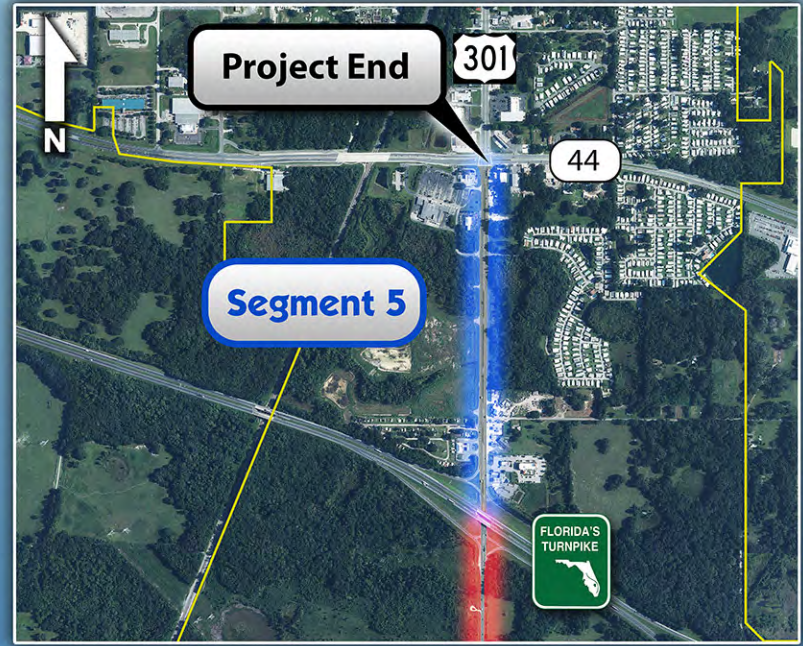 Project End
301
N
44
Segment 5
FLORIDA'S
TURNPIKE